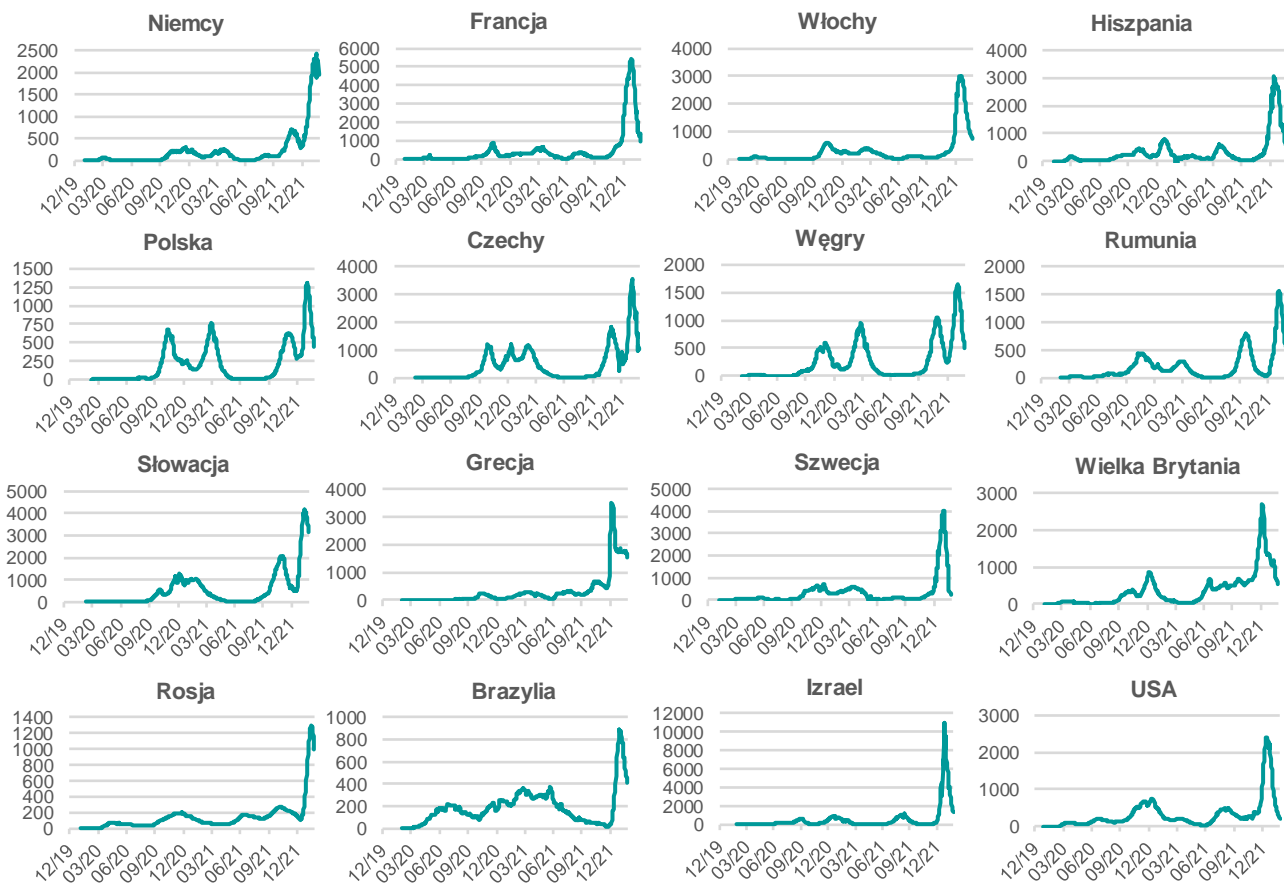 Niemcy
2500
2000
1500
1000
500
0
12/19 03/20 06/20 09/20 12/20 03/21 06/21 09/21 12/21
Francja
6000
5000
4000
3000
2000
1000
0
12/19 03/20 06/20 09/20 12/20 03/21 06/21 09/21 12/21
Włochy
4000
3000
2000
1000
0
12/19 03/20 06/20 09/20 12/20 03/21 06/21 09/21 12/21
Hiszpania
4000
3000
2000
1000
0
12/19 03/20 06/20 09/20 12/20 03/21 06/21 09/21 12/21
Polska
1500
1250
1000
750
500
250
0
12/19 03/20 06/20 09/20 12/20 03/21 06/21 09/21 12/21
Czechy
4000
3000
2000
1000
0
12/19 03/20 06/20 09/20 12/20 03/21 06/21 09/21 12/21
Węgry
2000
1500
1000
500
0
12/19 03/20 06/20 09/20 12/20 03/21 06/21 09/21 12/21
Rumunia
2000
1500
1000
500
0
12/19 03/20 06/20 09/20 12/20 03/21 06/21 09/21 12/21
Słowacja
5000
4000
3000
2000
1000
0
12/19 03/20 06/20 09/20 12/20 03/21 06/21 09/21 12/21
Grecja
4000
3000
2000
1000
0
12/19 03/20 06/20 09/20 12/20 03/21 06/21 09/21 12/21
Szwecja
5000
4000
3000
2000
1000
0
12/19 03/20 06/20 09/20 12/20 03/21 06/21 09/21 12/21
Wielka Brytania
3000
2000
1000
0
12/19 03/20 06/20 09/20 12/20 03/21 06/21 09/21 12/21
Rosja
1400
1200
1000
800
600
400
200
0
12/19 03/20 06/20 09/20 12/20 03/21 06/21 09/21 12/21
Brazylia
1000
800
600
400
200
0
12/19 03/20 06/20 09/20 12/20 03/21 06/21 09/21 12/21
Izrael
12000
10000
8000
6000
4000
2000
0
12/19 03/20 06/20 09/20 12/20 03/21 06/21 09/21 12/21
USA
3000
2000
1000
0
12/19 03/20 06/20 09/20 12/20 03/21 06/21 09/21 12/21